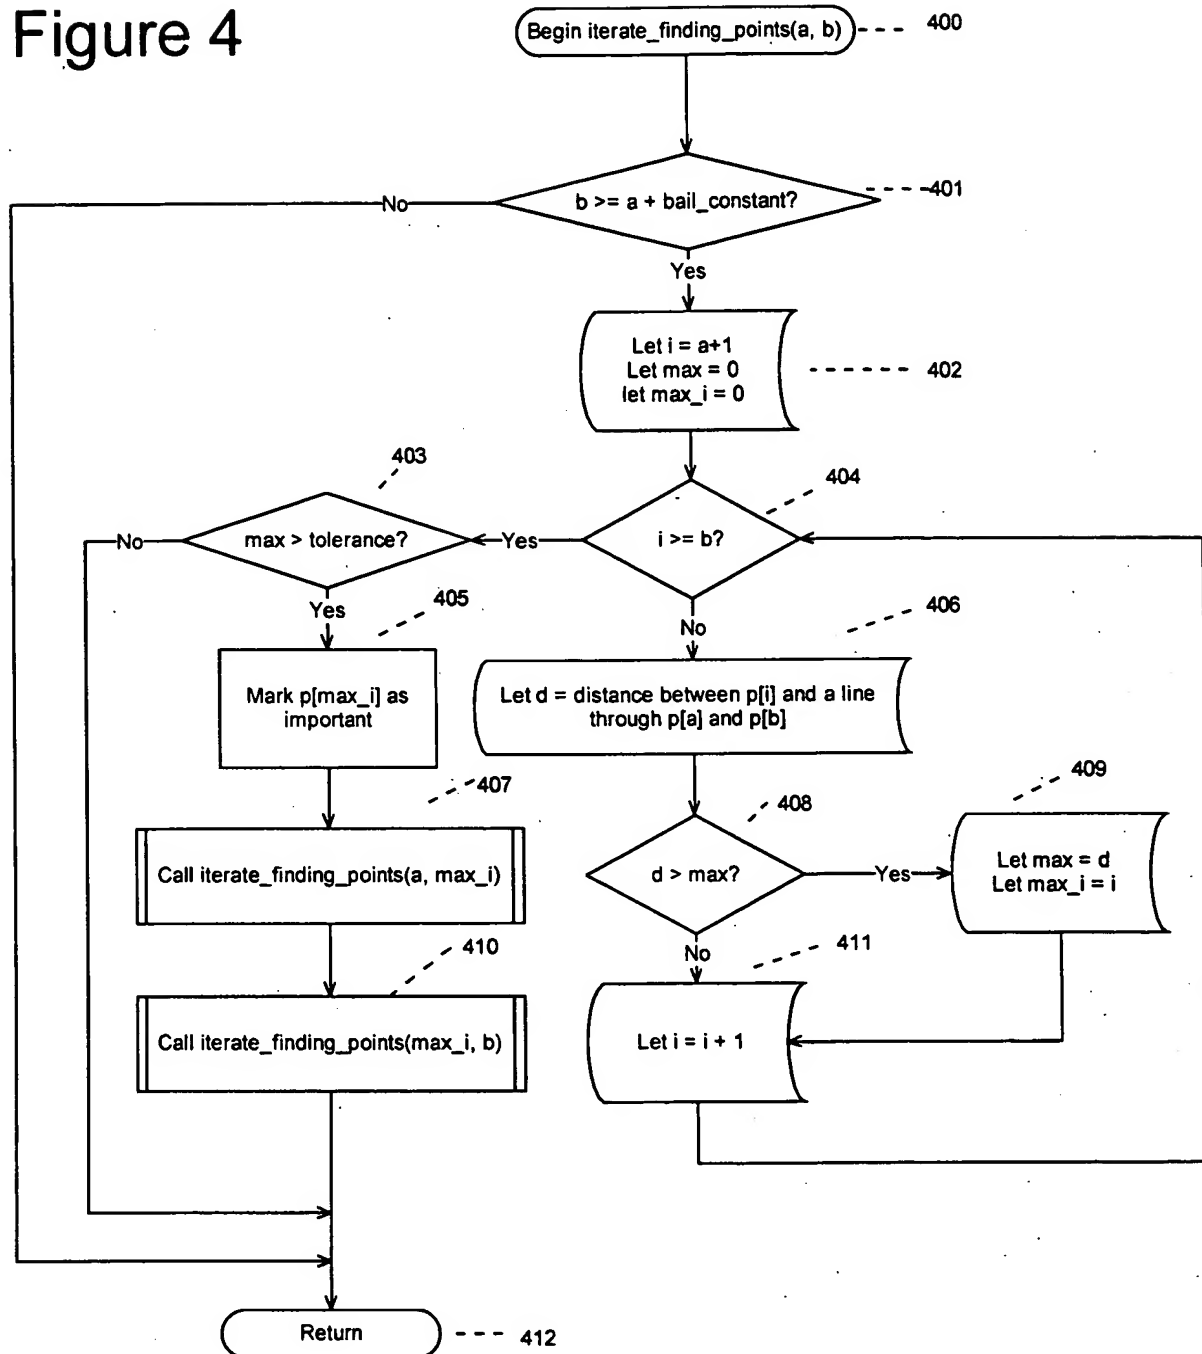 Figure 4
Begin iterate_finding_points(a, b)
400
b >= a + bail_constant?
401
No
Yes
Let i = a+1
Let max = 0
let max_i = 0
402
403
404
max > tolerance?
No
Yes
i >= b?
Yes
405
No
406
Mark p[max_i] as
important
Let d = distance between p[i] and a line
through p[a] and p[b]
407
408
409
Call iterate_finding_points(a, max_i)
d > max?
Yes
Let max = d
Let max_i = i
410
No
411
Call iterate_finding_points(max_i, b)
Let i = i + 1
Return
412